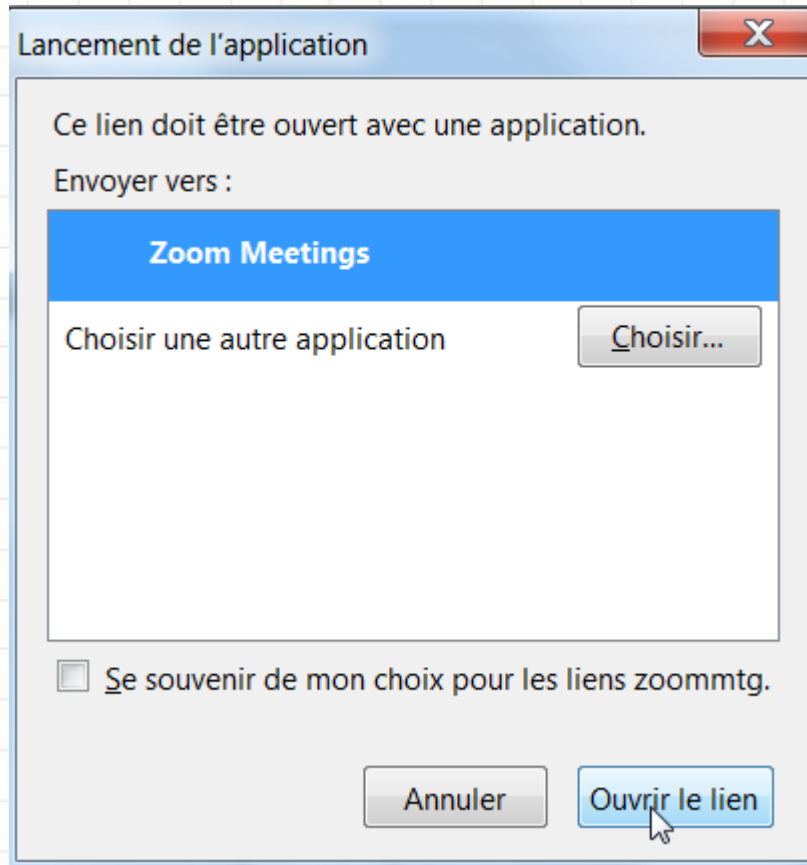 Lancement de l'application
Ce lien doit être ouvert avec une application.
Envoyer vers :
Zoom Meetings
Choisir une autre application
Choisir...
Se souvenir de mon choix pour les liens zoommtg.
Annuler
Ouvrir le lien